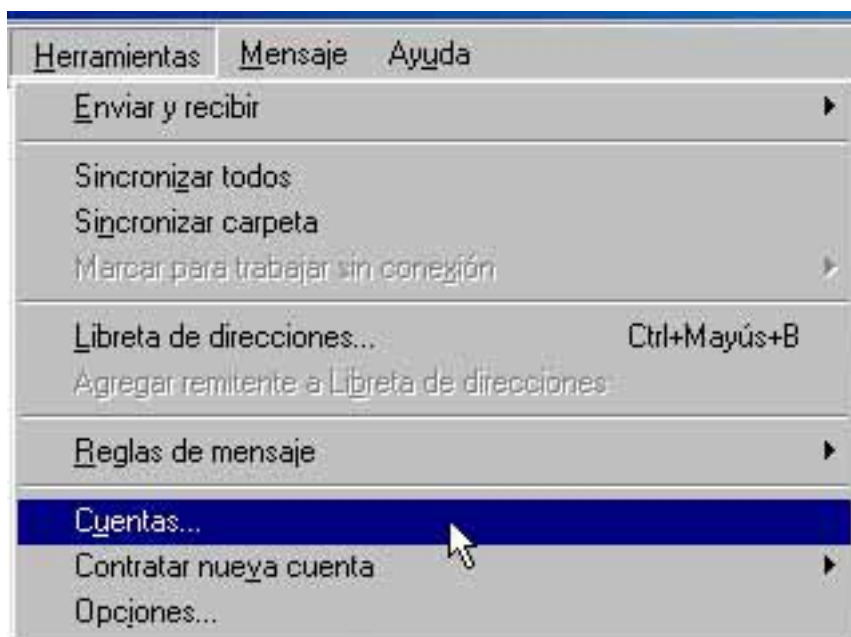 Herramientas Mensaje Ayuda
Enviar y recibir
Sincronizar todos
Sincronizar carpeta
Marcar para trabajar sin conexión
Libreta de direcciones... Ctrl+Mayús+B
Agregar remitente a Libreta de direcciones
Reglas de mensaje
Cuentas...
Contratar nueva cuenta
Opciones...